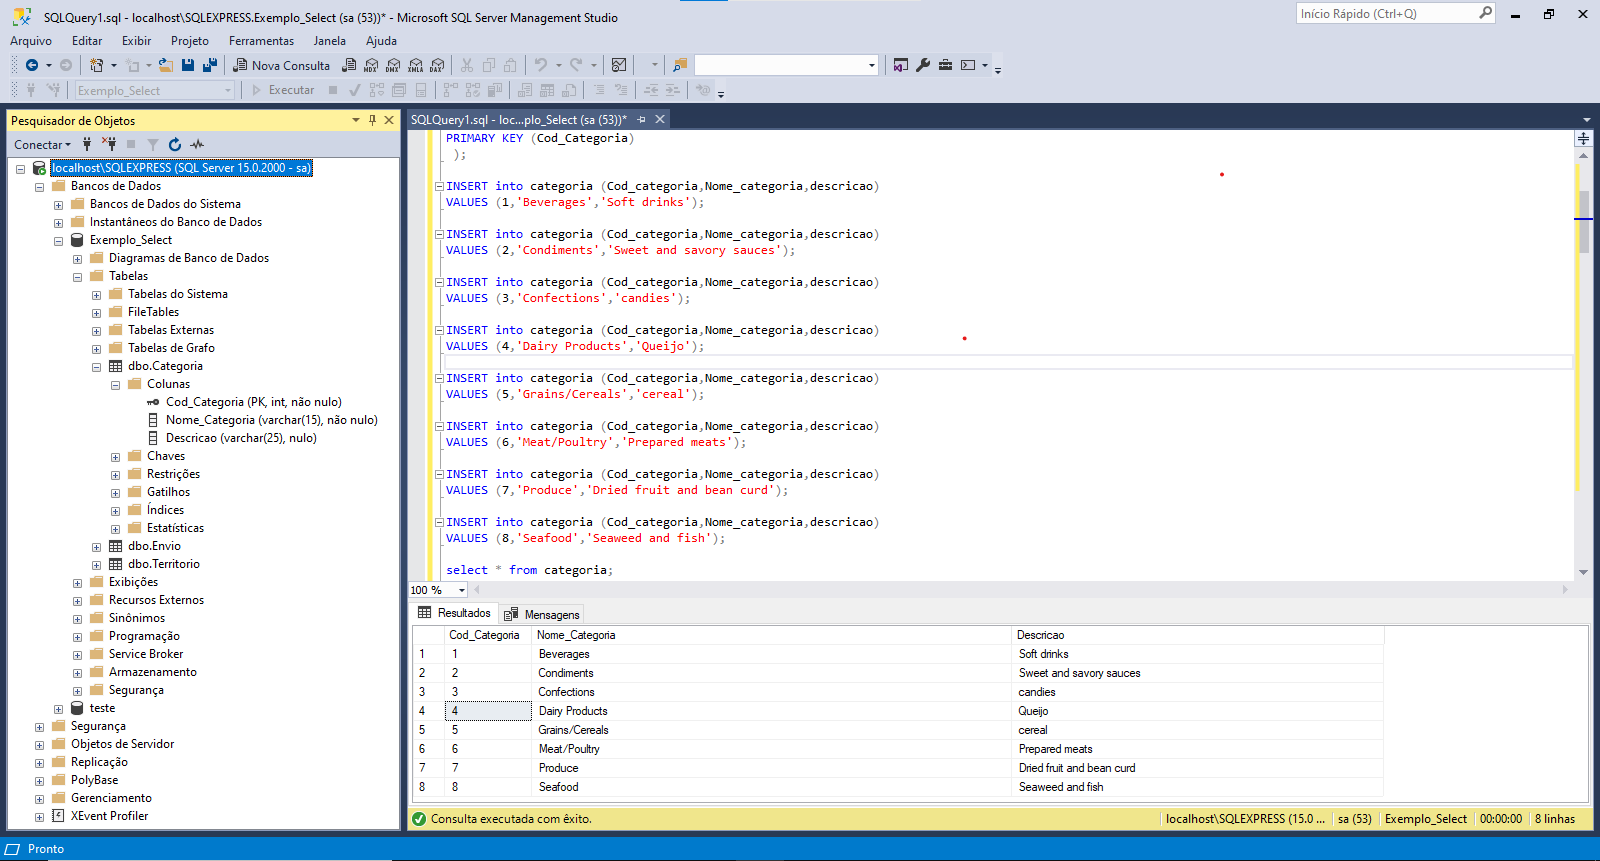 SQLQuery1.sql - localhost\SQLEXPRESS.Exemplo_Select (sa (53))* - Microsoft SQL Server Management Studio
Início Rápido (Ctrl+Q)
Arquivo Editar Exibir Projeto Ferramentas Janela Ajuda
Nova Consulta MDX DMX XMLA DAX
Exemplo_Select Executar
Pesquisador de Objetos
Conectar
localhost\SQLEXPRESS (SQL Server 15.0.2000 - sa)
Bancos de Dados
Bancos de Dados do Sistema
Instantâneos do Banco de Dados
Exemplo_Select
Diagramas de Banco de Dados
Tabelas
Tabelas do Sistema
FileTables
Tabelas Externas
Tabelas de Grafo
dbo.Categoria
Colunas
Cod_Categoria (PK, int, não nulo)
Nome_Categoria (varchar(15), não nulo)
Descricao (varchar(25), nulo)
Chaves
Restrições
Gatilhos
Índices
Estatísticas
dbo.Envio
dbo.Territorio
Exibições
Recursos Externos
Sinônimos
Programação
Service Broker
Armazenamento
Segurança
teste
Segurança
Objetos de Servidor
Replicação
PolyBase
Gerenciamento
XEvent Profiler
SQLQuery1.sql - loc...plo_Select (sa (53))*
PRIMARY KEY (Cod_Categoria)
);
INSERT into categoria (Cod_categoria,Nome_categoria,descricao)
VALUES (1,'Beverages','Soft drinks');
INSERT into categoria (Cod_categoria,Nome_categoria,descricao)
VALUES (2,'Condiments','Sweet and savory sauces');
INSERT into categoria (Cod_categoria,Nome_categoria,descricao)
VALUES (3,'Confections','candies');
INSERT into categoria (Cod_categoria,Nome_categoria,descricao)
VALUES (4,'Dairy Products','Queijo');
INSERT into categoria (Cod_categoria,Nome_categoria,descricao)
VALUES (5,'Grains/Cereals','cereal');
INSERT into categoria (Cod_categoria,Nome_categoria,descricao)
VALUES (6,'Meat/Poultry','Prepared meats');
INSERT into categoria (Cod_categoria,Nome_categoria,descricao)
VALUES (7,'Produce','Dried fruit and bean curd');
INSERT into categoria (Cod_categoria,Nome_categoria,descricao)
VALUES (8,'Seafood','Seaweed and fish');
select * from categoria;
100 %
Resultados Mensagens
Cod_Categoria Nome_Categoria Descricao
1 1 Beverages Soft drinks
2 2 Condiments Sweet and savory sauces
3 3 Confections candies
4 4 Dairy Products Queijo
5 5 Grains/Cereals cereal
6 6 Meat/Poultry Prepared meats
7 7 Produce Dried fruit and bean curd
8 8 Seafood Seaweed and fish
Consulta executada com êxito. localhost\SQLEXPRESS (15.0 ... sa (53) Exemplo_Select 00:00:00 8 linhas
Pronto